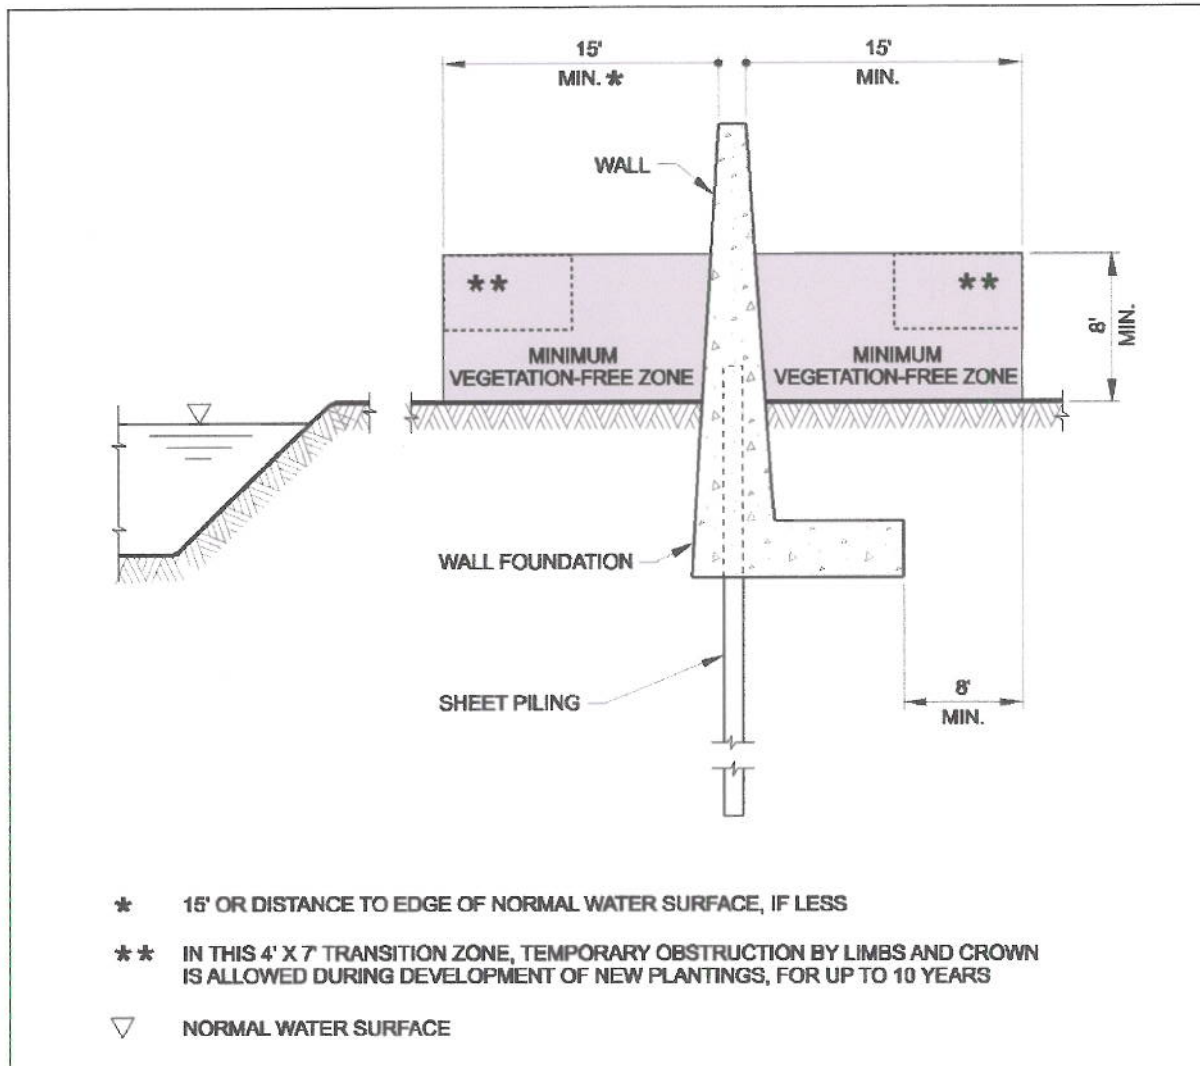 15'
MIN. *
15'
MIN.
WALL
**
**
8'
MIN.
MINIMUM
VEGETATION-FREE ZONE
MINIMUM
VEGETATION-FREE ZONE
WALL FOUNDATION
SHEET PILING
8'
MIN.
* 15' OR DISTANCE TO EDGE OF NORMAL WATER SURFACE, IF LESS
** IN THIS 4' X 7' TRANSITION ZONE, TEMPORARY OBSTRUCTION BY LIMBS AND CROWN
IS ALLOWED DURING DEVELOPMENT OF NEW PLANTINGS, FOR UP TO 10 YEARS
▽ NORMAL WATER SURFACE